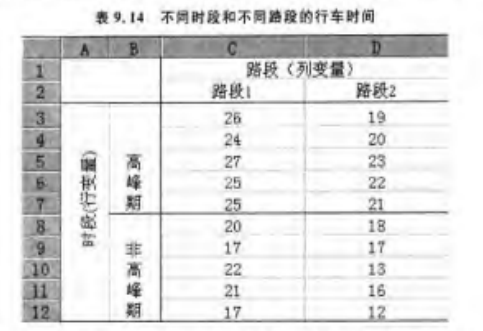 表 9.14 不同时段和不同路段的行车时间
A B C D
1 路段（列变量）
2 路段1 路段2
3 26 19
4 24 20
5 高 27 23
6 峰 25 22
7 期 25 21
8 20 18
9 非 17 17
10 高 22 13
11 峰 21 16
12 期 17 12
时段(行变量)